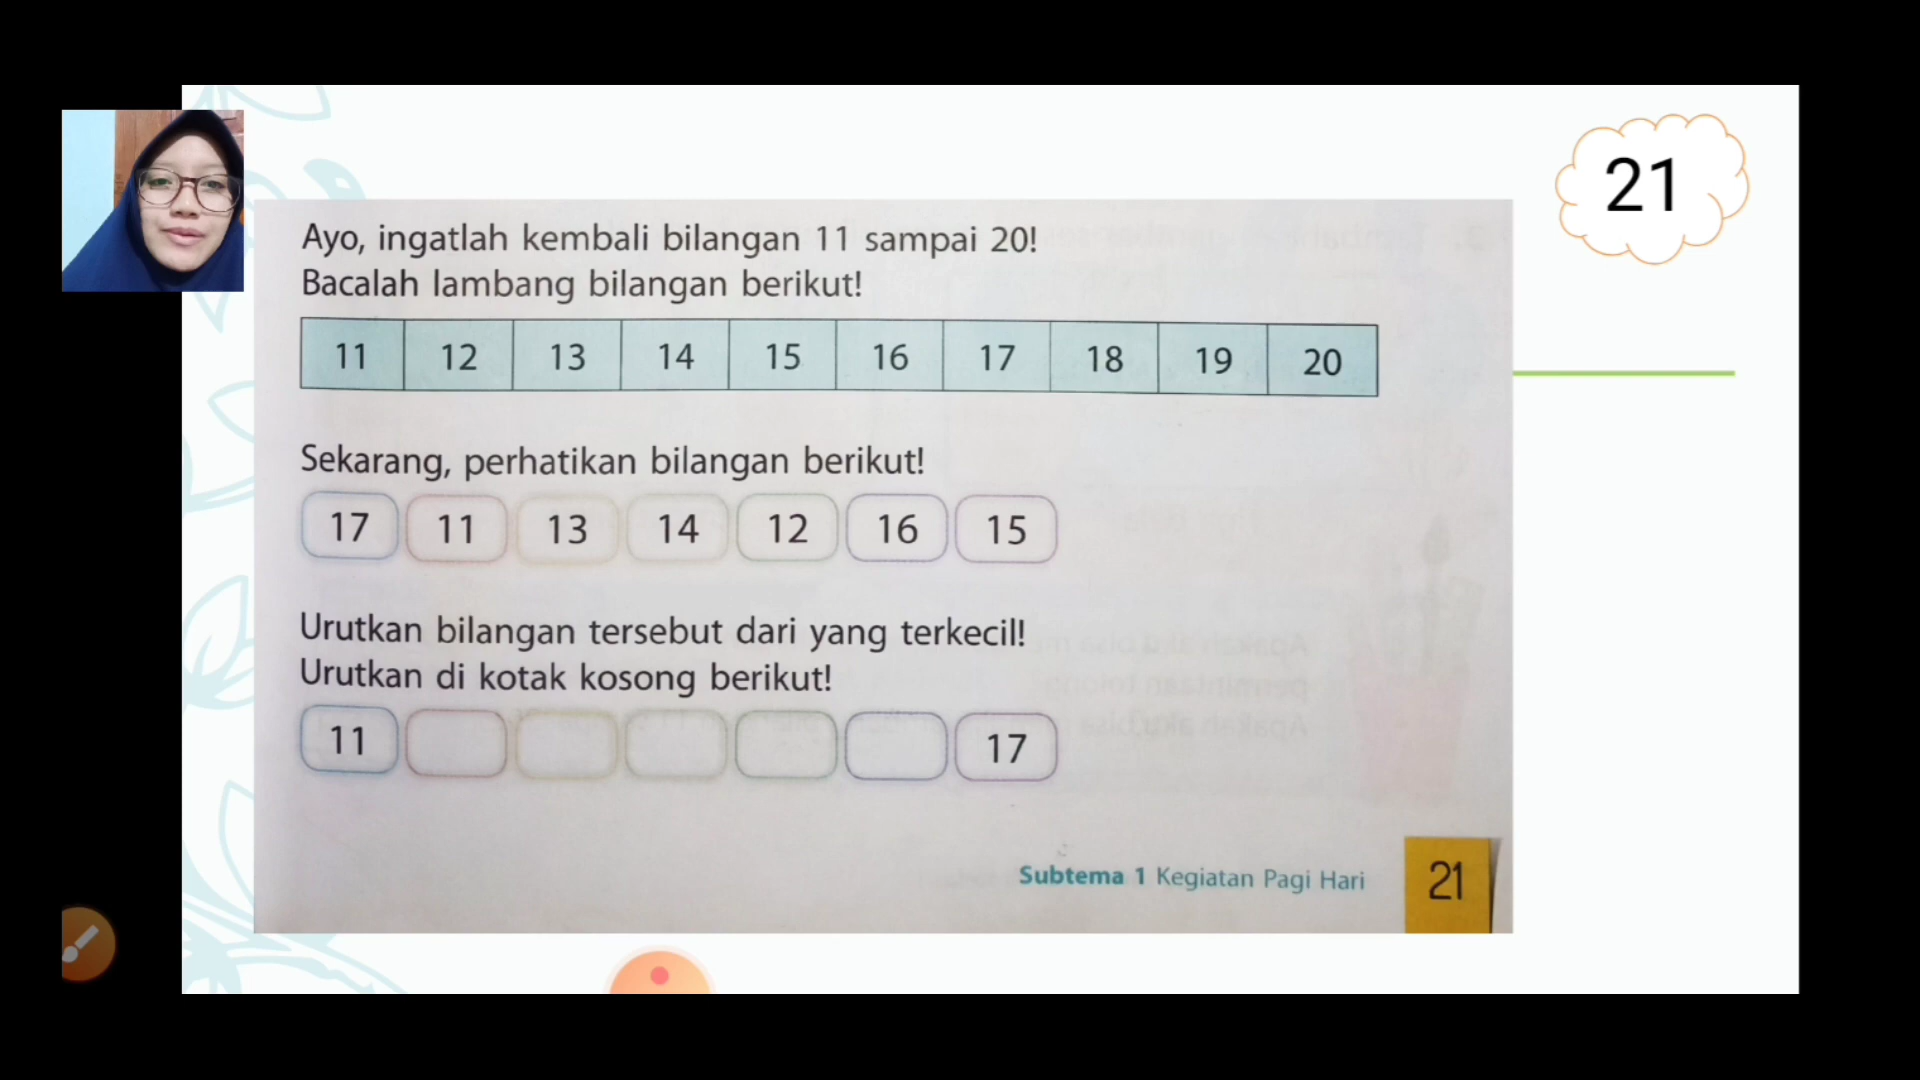 21
Ayo, ingatlah kembali bilangan 11 sampai 20!
Bacalah lambang bilangan berikut!
11 12 13 14 15 16 17 18 19 20
Sekarang, perhatikan bilangan berikut!
17 11 13 14 12 16 15
Urutkan bilangan tersebut dari yang terkecil!
Urutkan di kotak kosong berikut!
11 17
Subtema 1 Kegiatan Pagi Hari 21